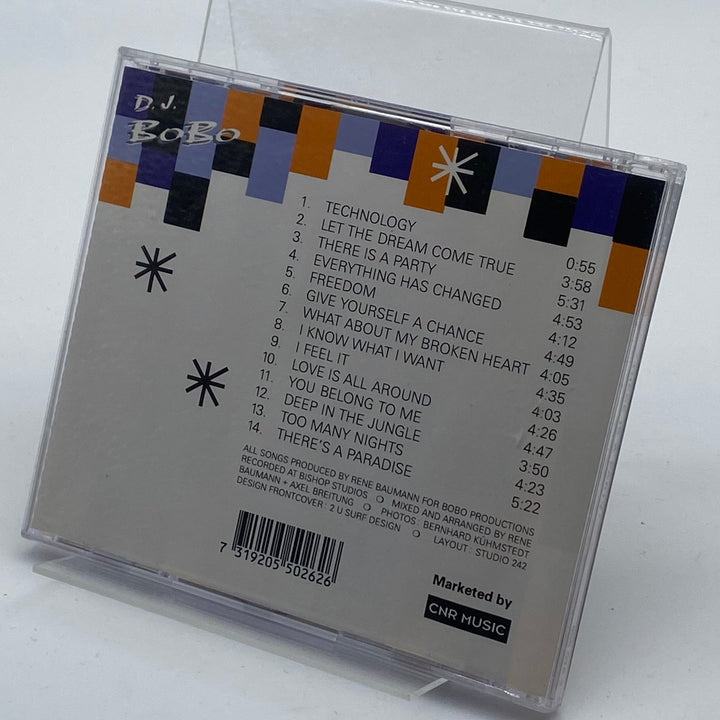 D.J.
BoBo
1. TECHNOLOGY 0:55
2. LET THE DREAM COME TRUE 3:58
3. THERE IS A PARTY 5:31
4. EVERYTHING HAS CHANGED 4:53
5. FREEDOM 4:12
6. GIVE YOURSELF A CHANCE 4:49
7. WHAT ABOUT MY BROKEN HEART 4:05
8. I KNOW WHAT I WANT 4:35
9. I FEEL IT 4:03
10. LOVE IS ALL AROUND 4:26
11. YOU BELONG TO ME 4:47
12. DEEP IN THE JUNGLE 3:50
13. TOO MANY NIGHTS 4:23
14. THERE'S A PARADISE 5:22
ALL SONGS PRODUCED BY RENE BAUMANN FOR BOBO PRODUCTIONS
RECORDED AT BISHOP STUDIOS ❍ MIXED AND ARRANGED BY RENE
BAUMANN + AXEL BREITUNG ❍ PHOTOS : BERNHARD KÜHMSTEDT
DESIGN FRONTCOVER : 2 U SURF DESIGN ❍ LAYOUT : STUDIO 242
7 319205 502626
Marketed by
CNR MUSIC